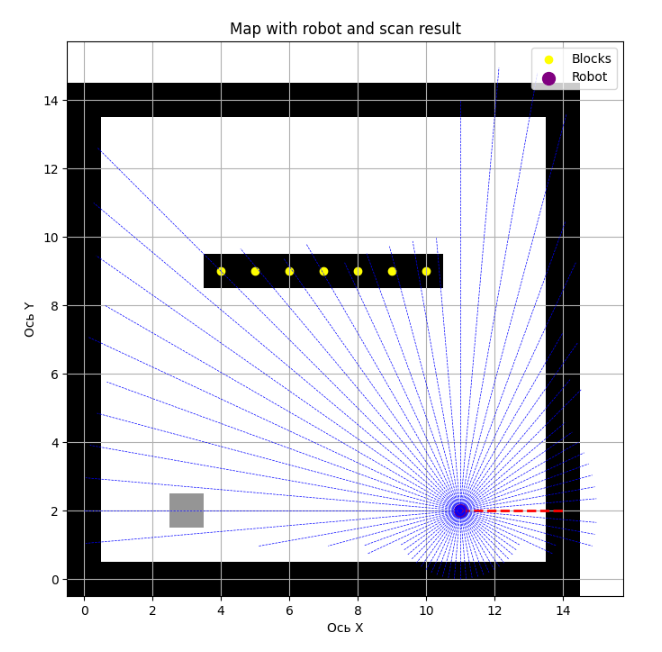 Map with robot and scan result
Blocks
Robot
Ось Y
14
12
10
8
6
4
2
0
0 2 4 6 8 10 12 14
Ось X